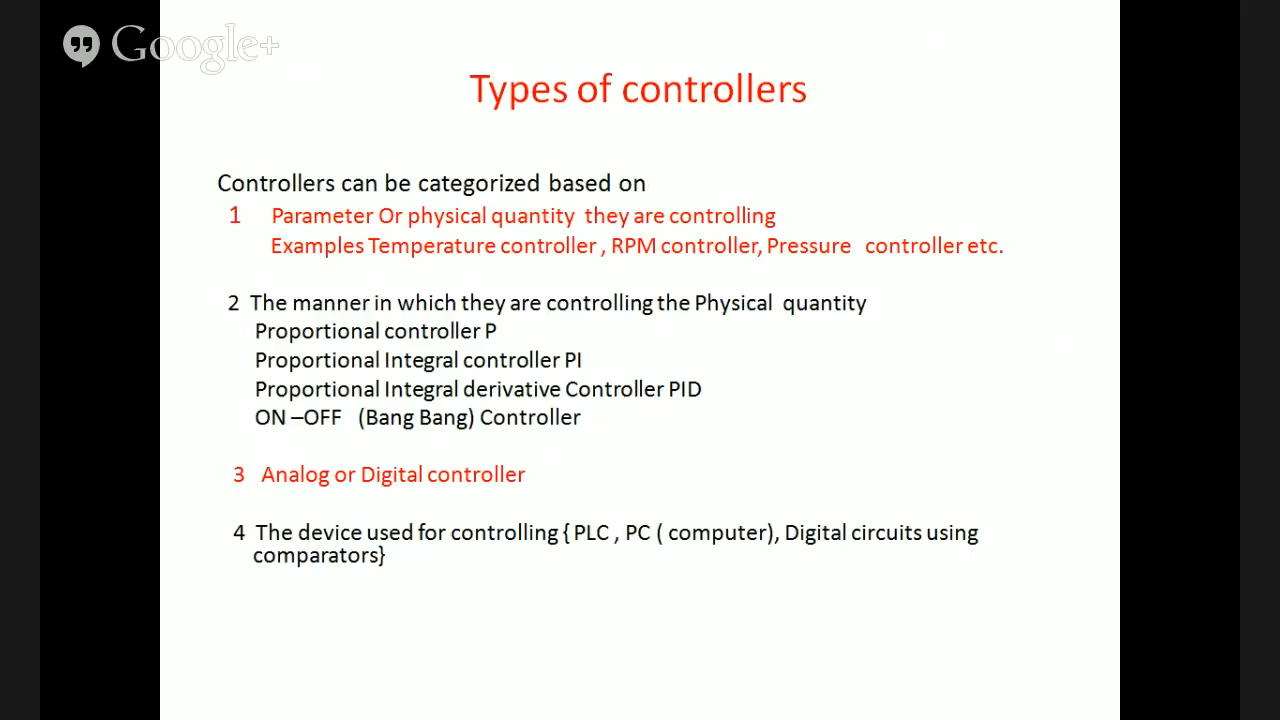 Google+
Types of controllers
Controllers can be categorized based on
1 Parameter Or physical quantity they are controlling
Examples Temperature controller , RPM controller, Pressure controller etc.
2 The manner in which they are controlling the Physical quantity
Proportional controller P
Proportional Integral controller PI
Proportional Integral derivative Controller PID
ON –OFF (Bang Bang) Controller
3 Analog or Digital controller
4 The device used for controlling { PLC , PC ( computer), Digital circuits using
comparators}